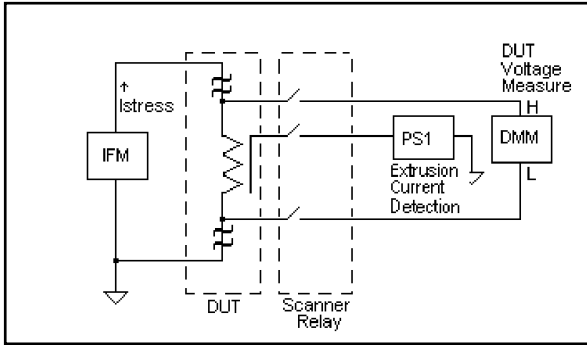 DUT
Voltage
Measure
↑
Istress
H
IFM
PS1
DMM
Extrusion
Current
Detection
L
DUT
Scanner
Relay